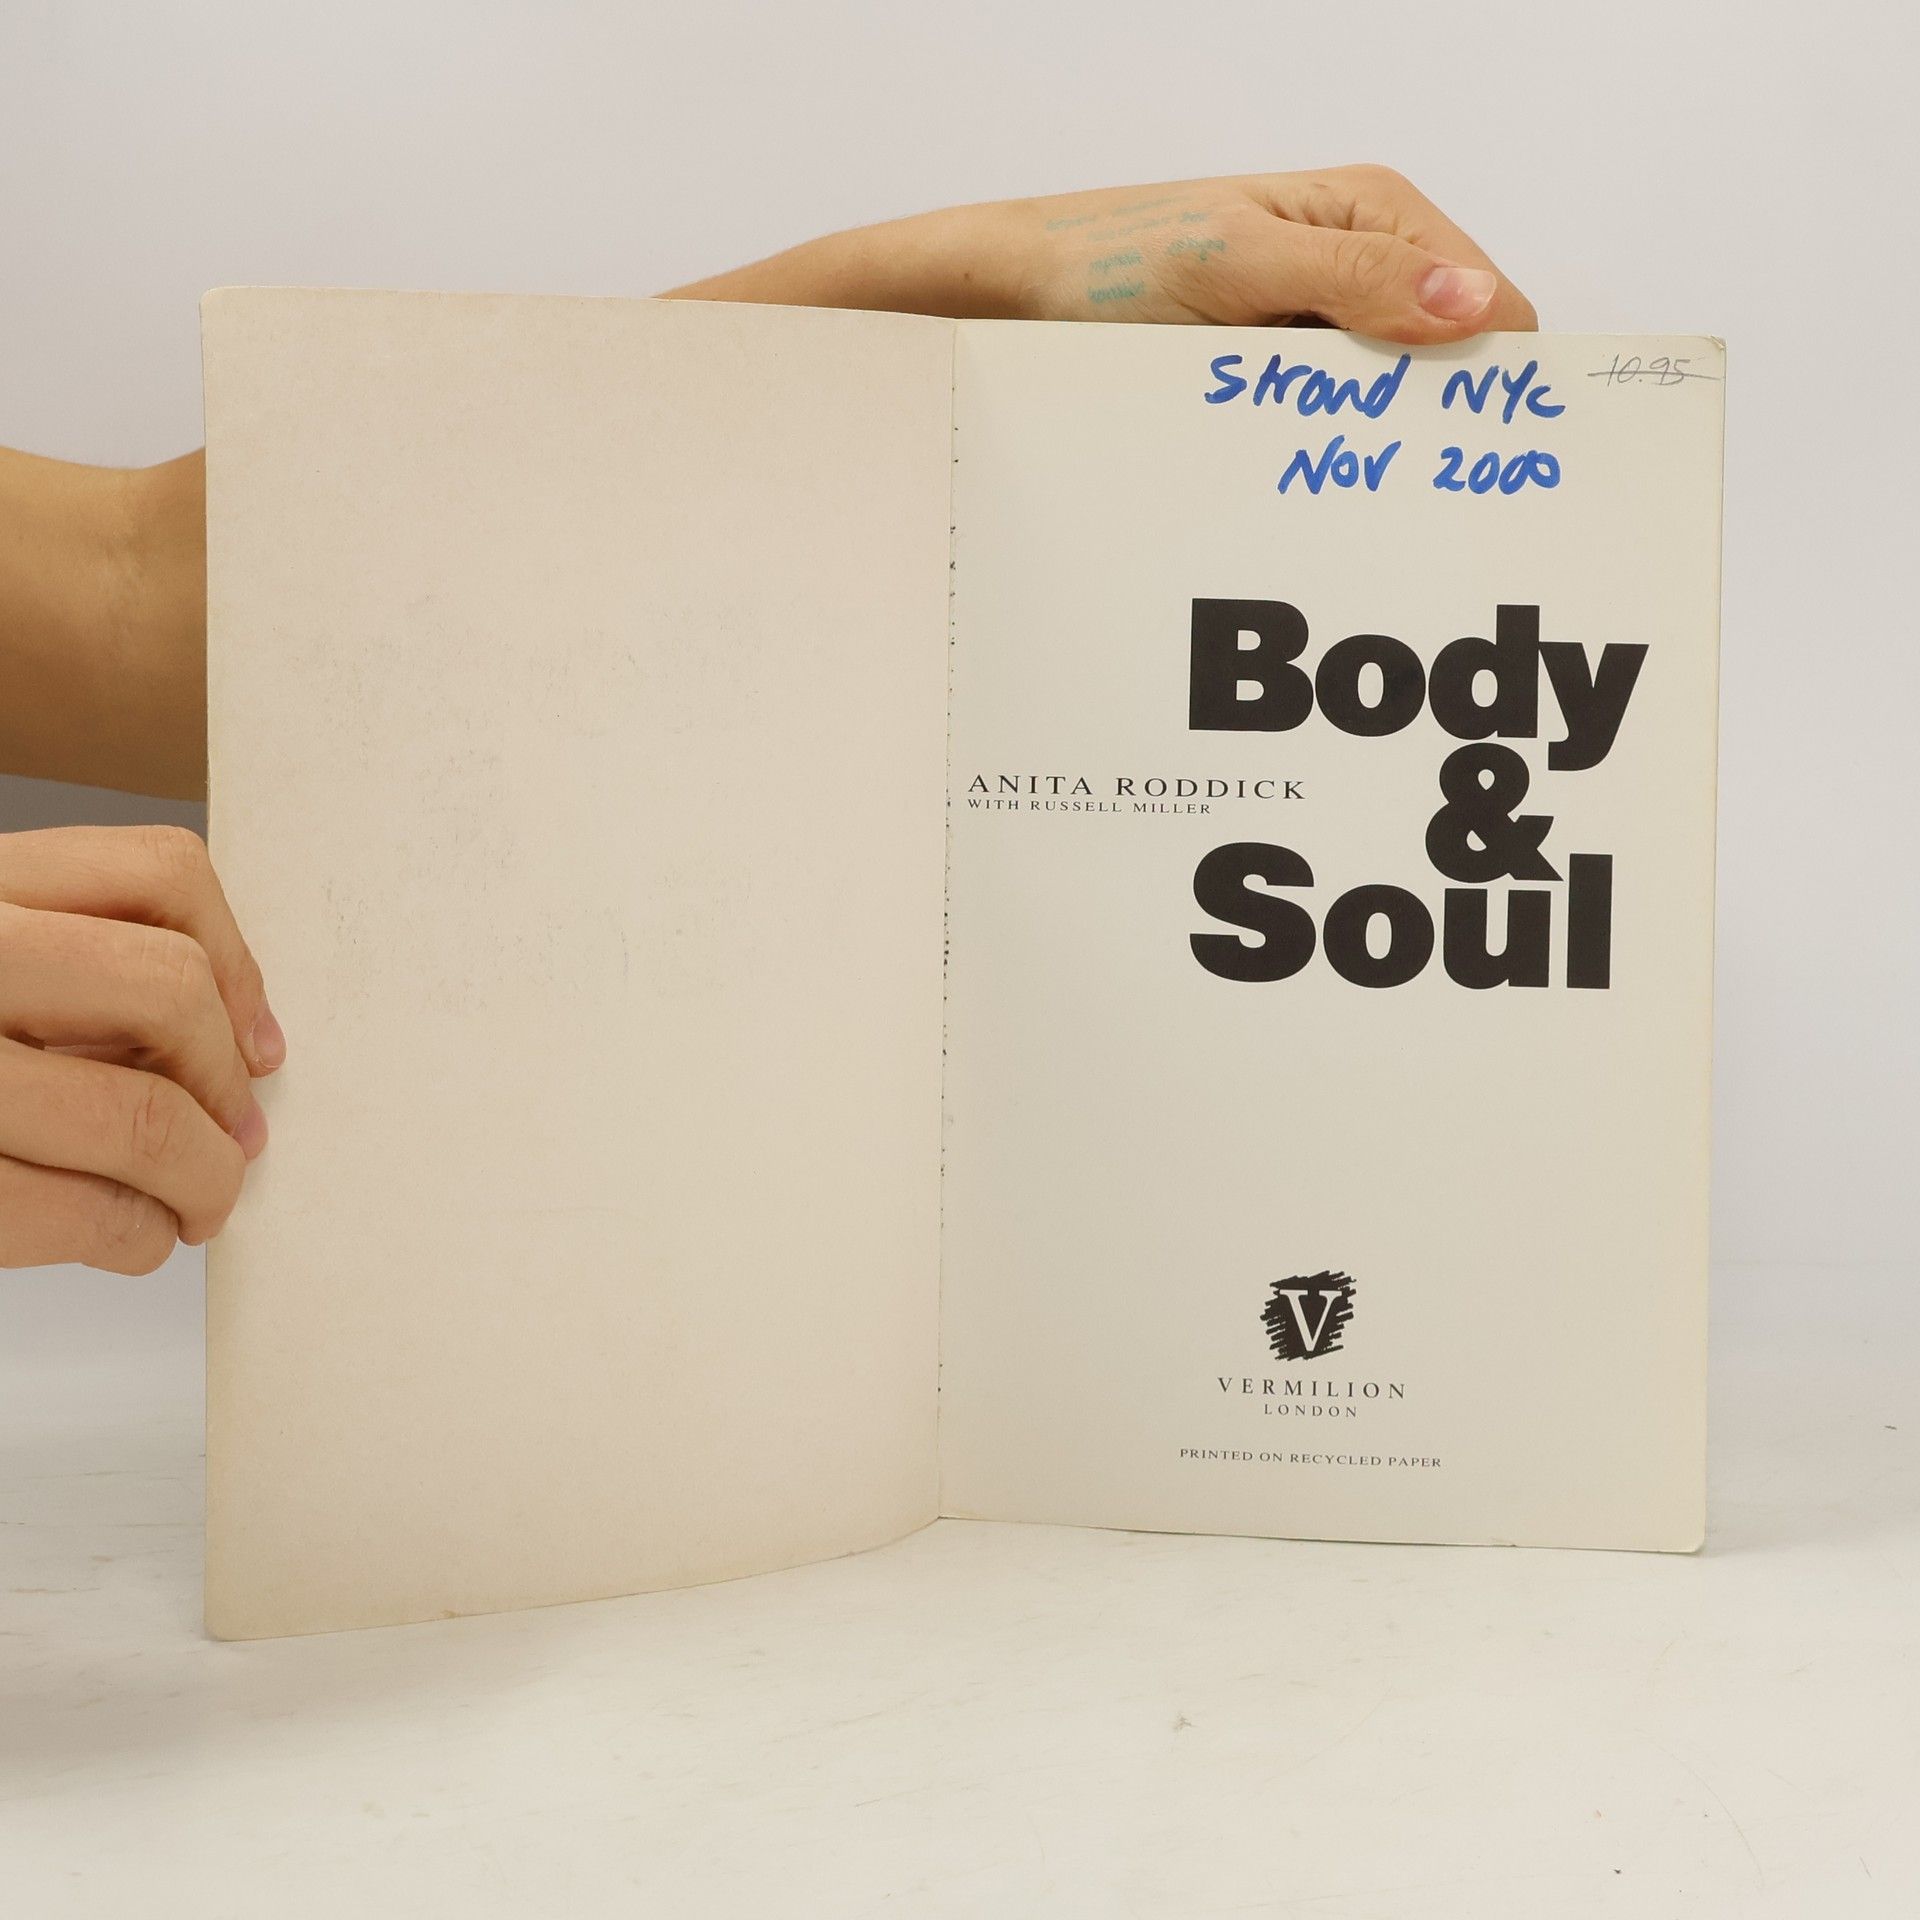 Strand NYC
10.95
Nov 2000
Body
&
Soul
ANITA RODDICK
WITH RUSSELL MILLER
V
VERMILION
LONDON
PRINTED ON RECYCLED PAPER